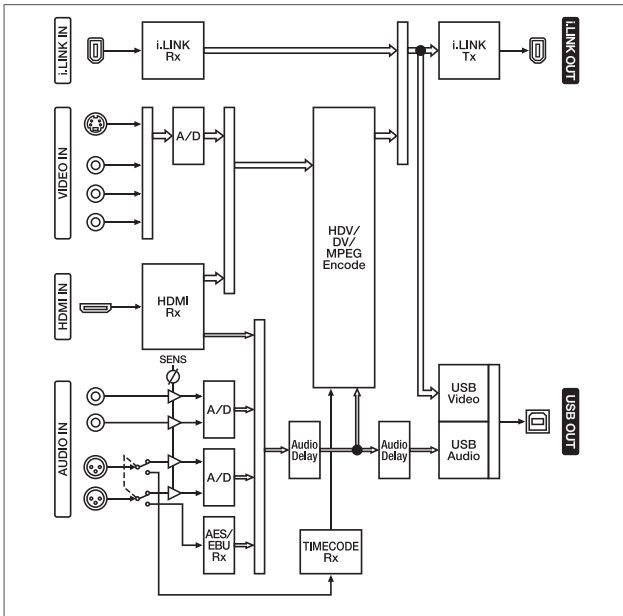 i.LINK IN
i.LINK
Rx
i.LINK
Tx
i.LINK OUT
VIDEO IN
A/D
HDV/
DV/
MPEG
Encode
HDMI IN
HDMI
Rx
SENS
AUDIO IN
A/D
A/D
AES/
EBU
Rx
Audio
Delay
Audio
Delay
TIMECODE
Rx
USB
Video
USB
Audio
USB OUT